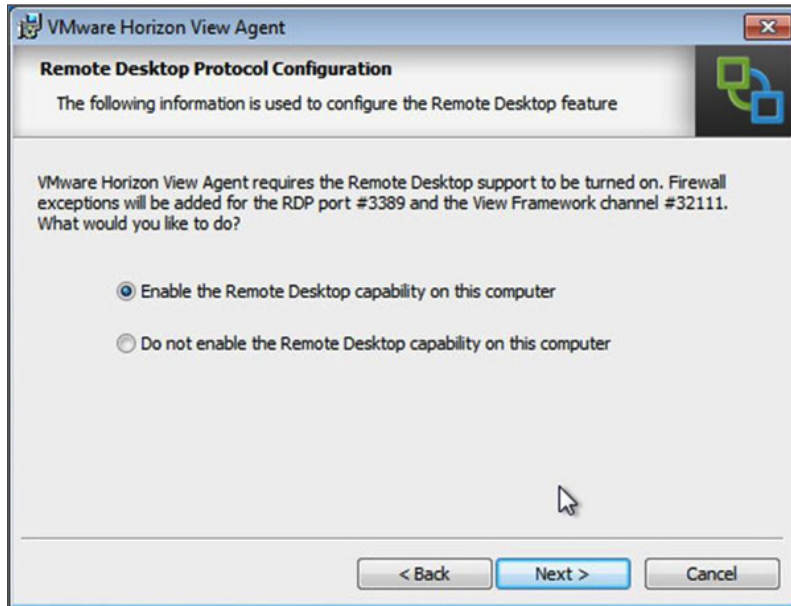 VMware Horizon View Agent
Remote Desktop Protocol Configuration
The following information is used to configure the Remote Desktop feature
VMware Horizon View Agent requires the Remote Desktop support to be turned on. Firewall
exceptions will be added for the RDP port #3389 and the View Framework channel #32111.
What would you like to do?
Enable the Remote Desktop capability on this computer
Do not enable the Remote Desktop capability on this computer
< Back Next > Cancel